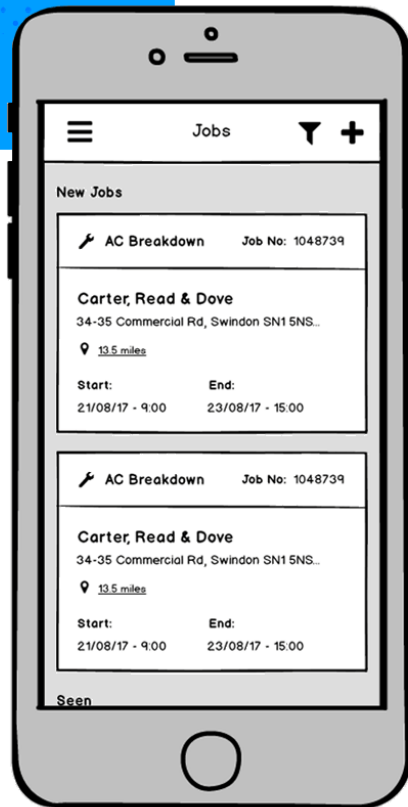 Jobs
New Jobs
AC Breakdown Job No: 1048739
Carter, Read & Dove
34-35 Commercial Rd, Swindon SN1 5NS...
13.5 miles
Start: End:
21/08/17 - 9:00 23/08/17 - 15:00
AC Breakdown Job No: 1048739
Carter, Read & Dove
34-35 Commercial Rd, Swindon SN1 5NS...
13.5 miles
Start: End:
21/08/17 - 9:00 23/08/17 - 15:00
Seen